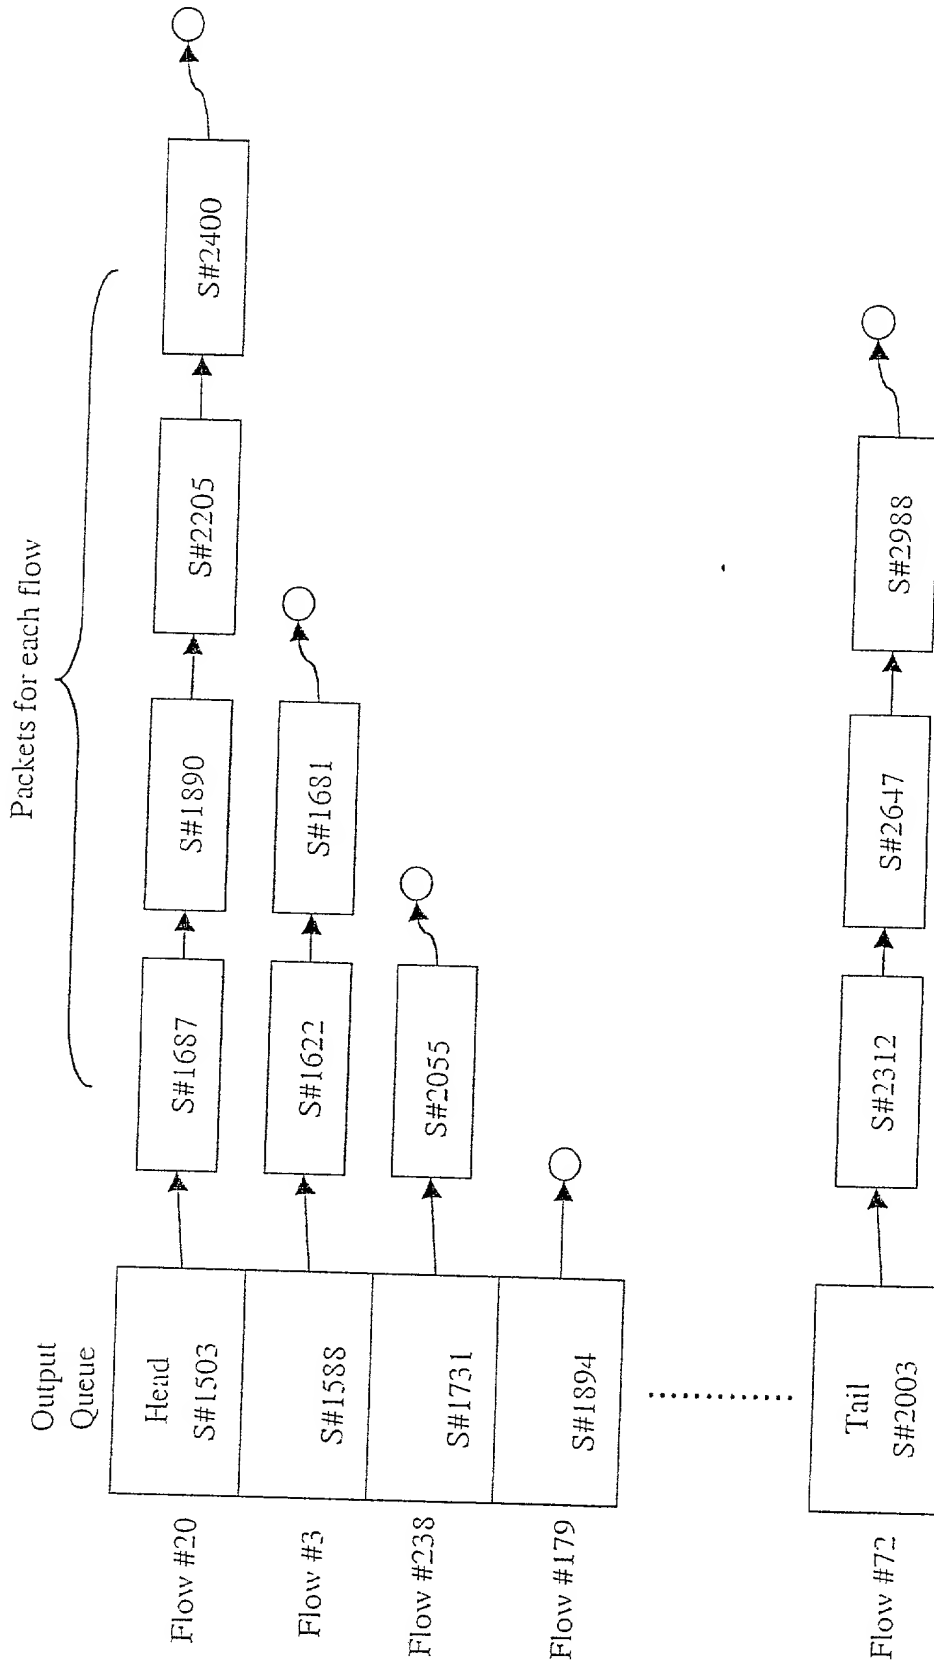 Packets for each flow
Output
Queue
Flow #20
Head
S#1503
S#1687
S#1890
S#2205
S#2400
Flow #3
S#1588
S#1622
S#1681
Flow #238
S#1731
S#2055
Flow #179
S#1894
Flow #72
Tail
S#2003
S#2312
S#2647
S#2988